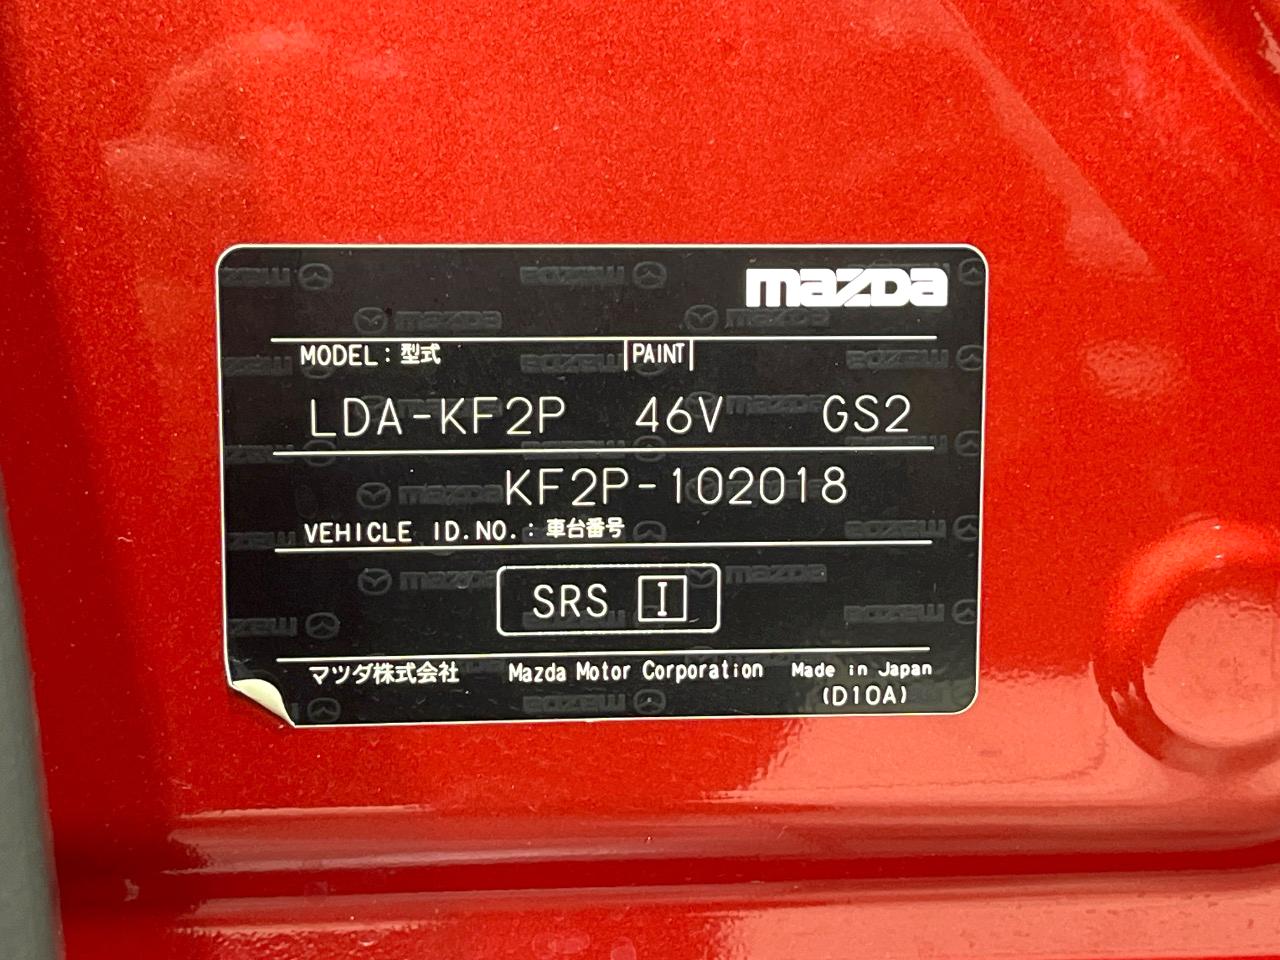 mazda
MODEL : 型式 PAINT
LDA-KF2P 46V GS2
KF2P-102018
VEHICLE ID.NO. : 車台番号
SRS I
マツダ株式会社 Mazda Motor Corporation Made in Japan
(D10A)